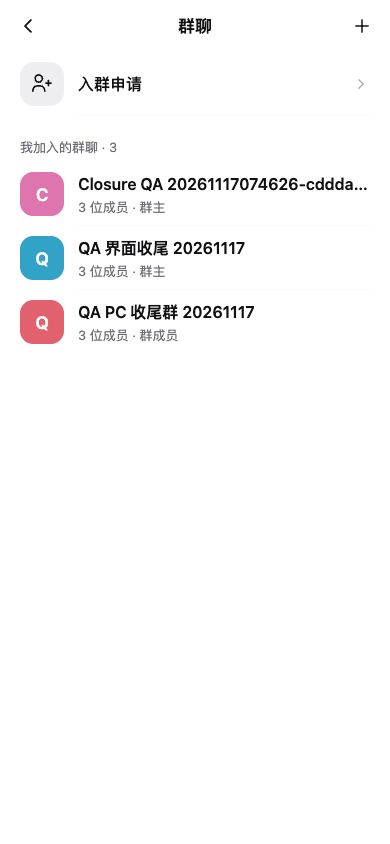 群聊
入群申请
我加入的群聊 · 3
C
Closure QA 20261117074626-cddda...
3 位成员 · 群主
Q
QA 界面收尾 20261117
3 位成员 · 群主
Q
QA PC 收尾群 20261117
3 位成员 · 群成员